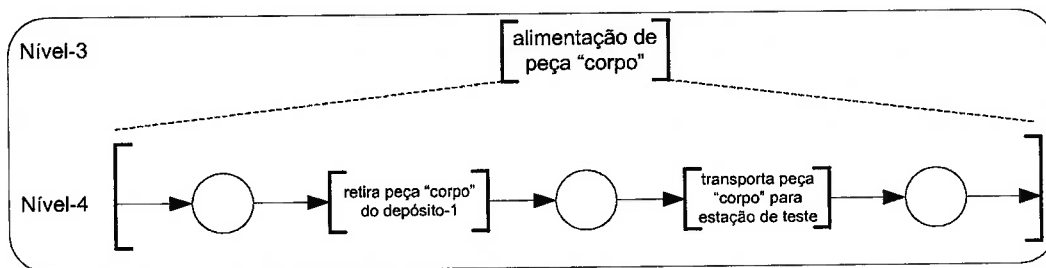 Nível-3
alimentação de
peça “corpo”
Nível-4
retira peça “corpo”
do depósito-1
transporta peça
“corpo” para
estação de teste